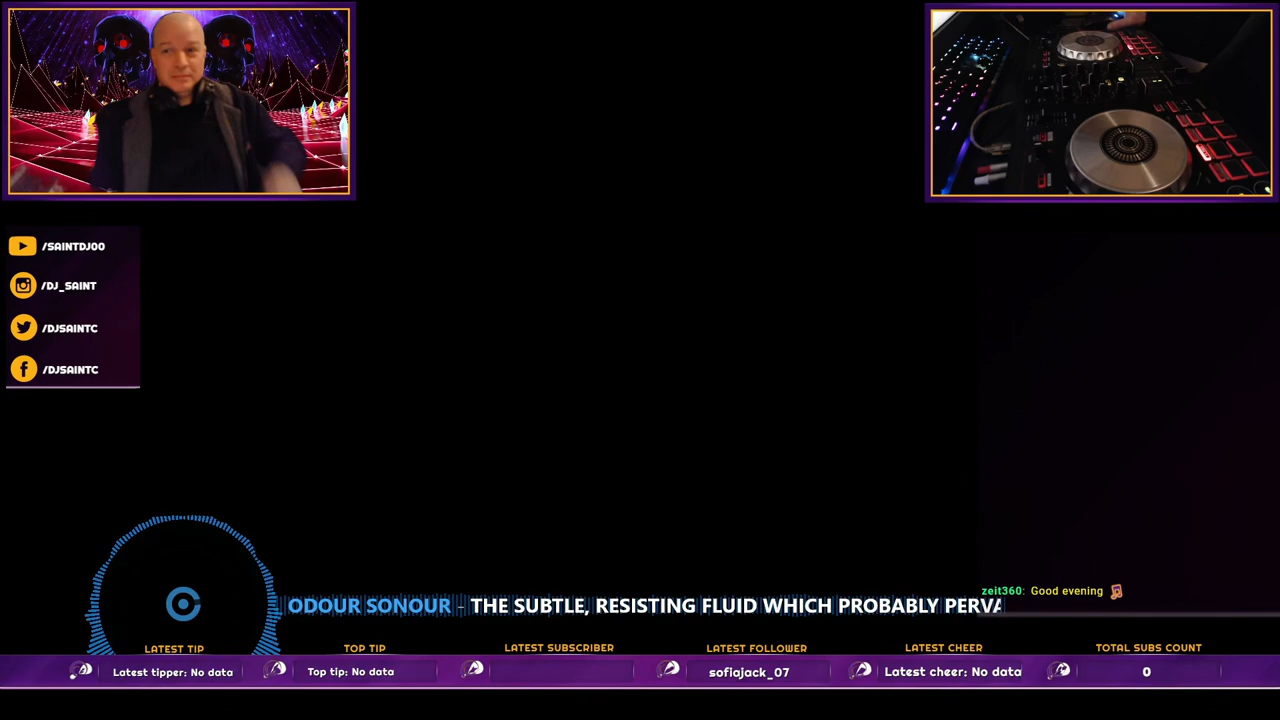 /SAINTDJ00
/DJ_SAINT
/DJSAINTC
/DJSAINTC
zeit360: Good evening
ODOUR SONOUR - THE SUBTLE, RESISTING FLUID WHICH PROBABLY PERVA
LATEST TIP
TOP TIP
LATEST SUBSCRIBER
LATEST FOLLOWER
LATEST CHEER
TOTAL SUBS COUNT
Latest tipper: No data
Top tip: No data
sofiajack_07
Latest cheer: No data
0